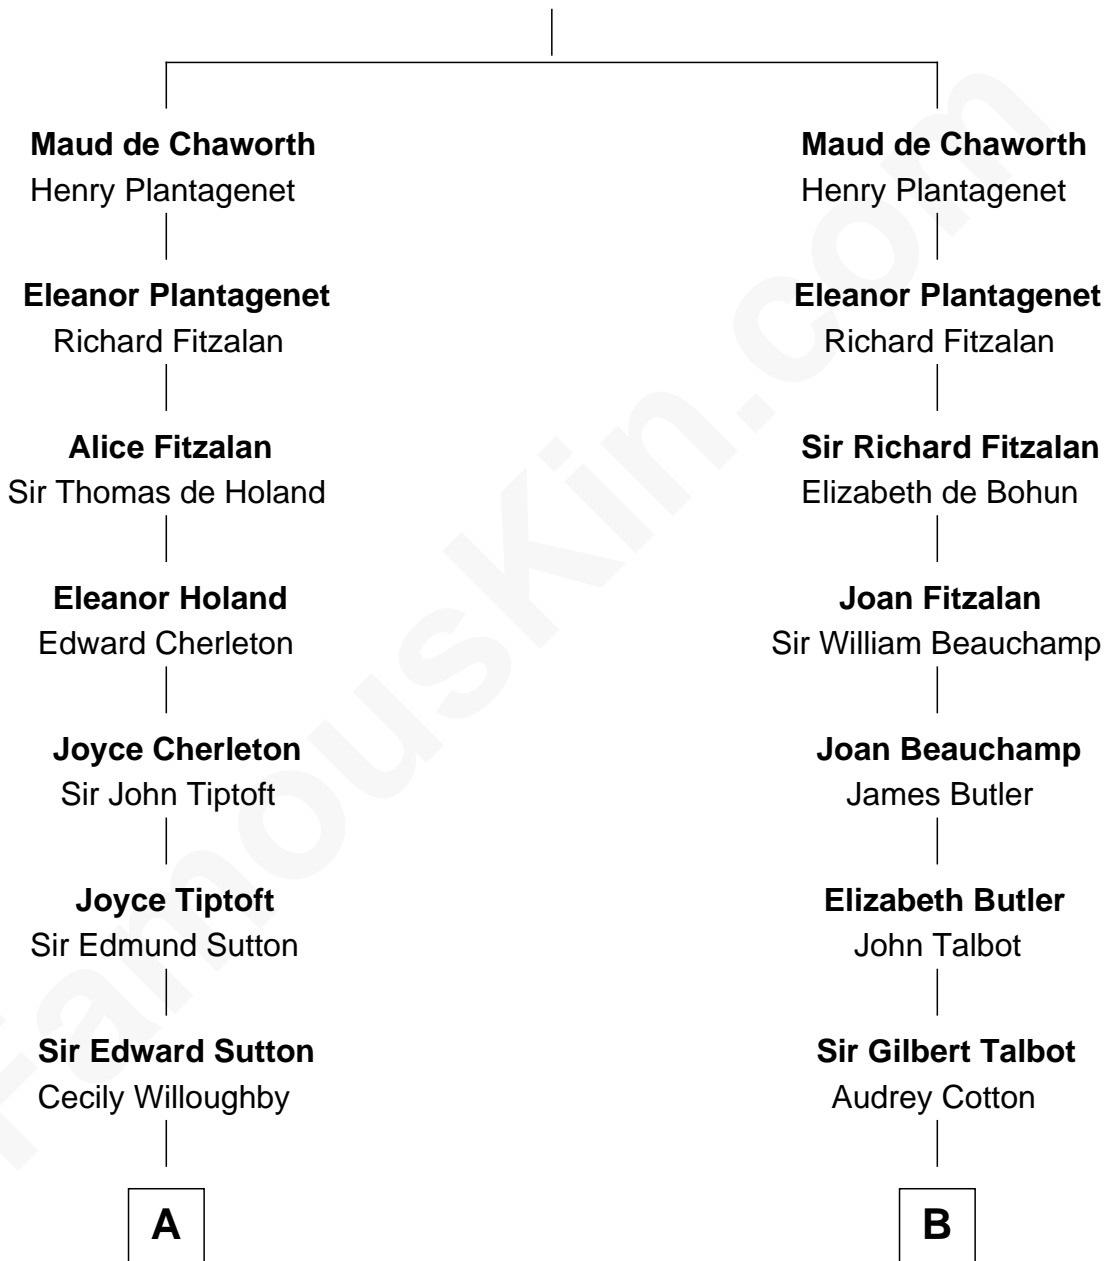 Maud de Chaworth
Henry Plantagenet
Eleanor Plantagenet
Richard Fitzalan
Alice Fitzalan
Sir Thomas de Holand
Eleanor Holand
Edward Cherleton
Joyce Cherleton
Sir John Tiptoft
Joyce Tiptoft
Sir Edmund Sutton
Sir Edward Sutton
Cecily Willoughby
A
Maud de Chaworth
Henry Plantagenet
Eleanor Plantagenet
Richard Fitzalan
Sir Richard Fitzalan
Elizabeth de Bohun
Joan Fitzalan
Sir William Beauchamp
Joan Beauchamp
James Butler
Elizabeth Butler
John Talbot
Sir Gilbert Talbot
Audrey Cotton
B
FamousKin.com